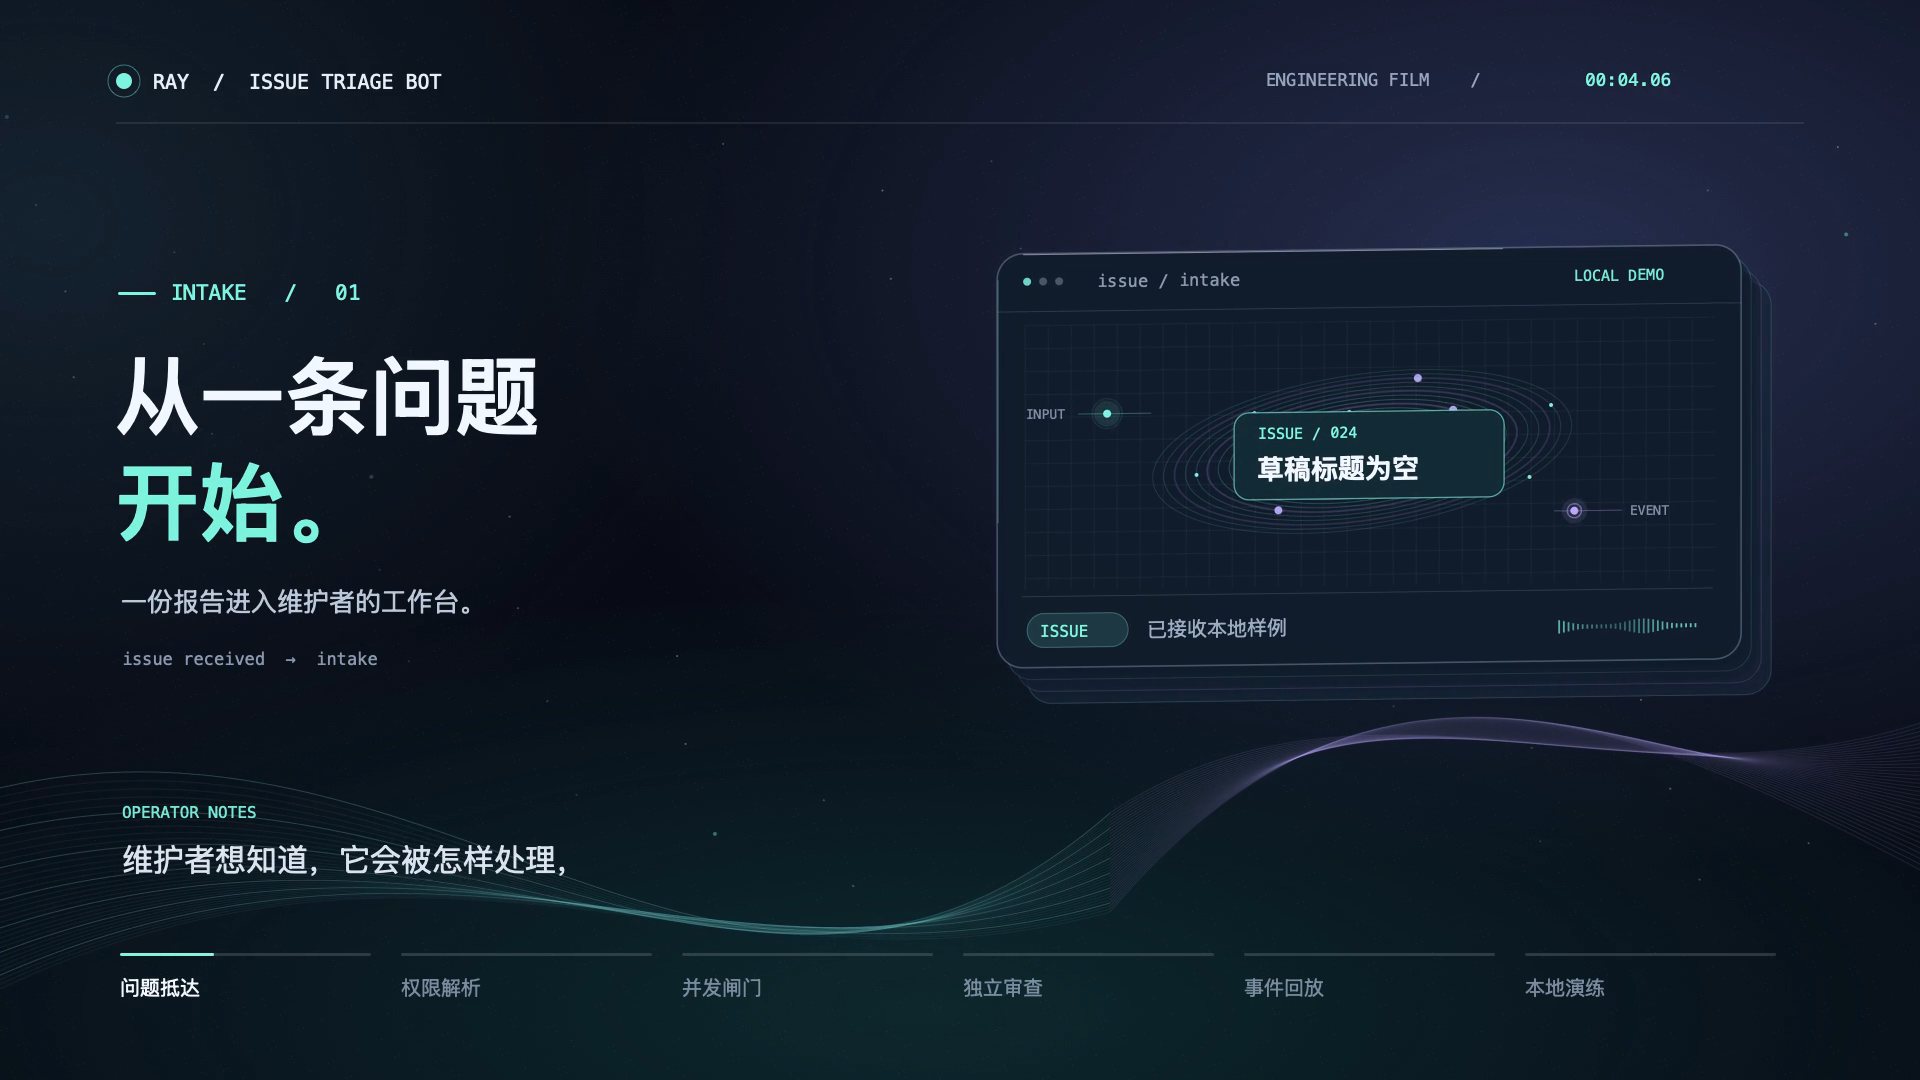 RAY / ISSUE TRIAGE BOT
ENGINEERING FILM / 00:04.06
INTAKE / 01
从一条问题
开始。
一份报告进入维护者的工作台。
issue received → intake
issue / intake
LOCAL DEMO
INPUT
ISSUE / 024
草稿标题为空
EVENT
ISSUE
已接收本地样例
OPERATOR NOTES
维护者想知道，它会被怎样处理，
问题抵达
权限解析
并发闸门
独立审查
事件回放
本地演练